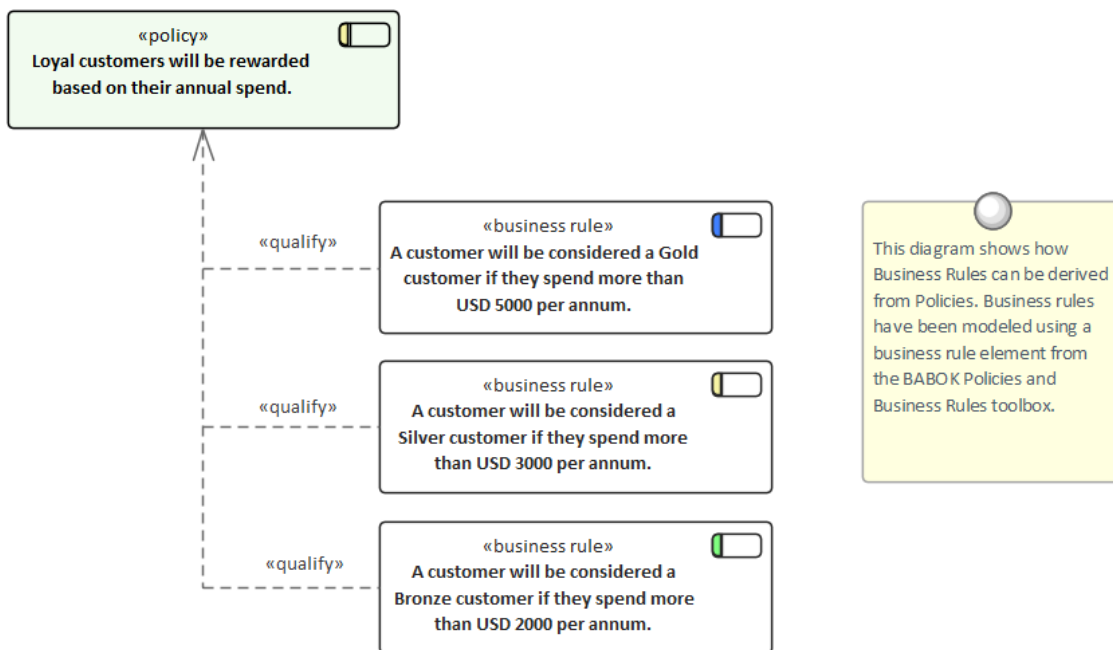 «policy»
Loyal customers will be rewarded
based on their annual spend.
«qualify»
«business rule»
A customer will be considered a Gold
customer if they spend more than
USD 5000 per annum.
«qualify»
«business rule»
A customer will be considered a
Silver customer if they spend more
than USD 3000 per annum.
«qualify»
«business rule»
A customer will be considered a
Bronze customer if they spend more
than USD 2000 per annum.
This diagram shows how
Business Rules can be derived
from Policies. Business rules
have been modeled using a
business rule element from
the BABOK Policies and
Business Rules toolbox.